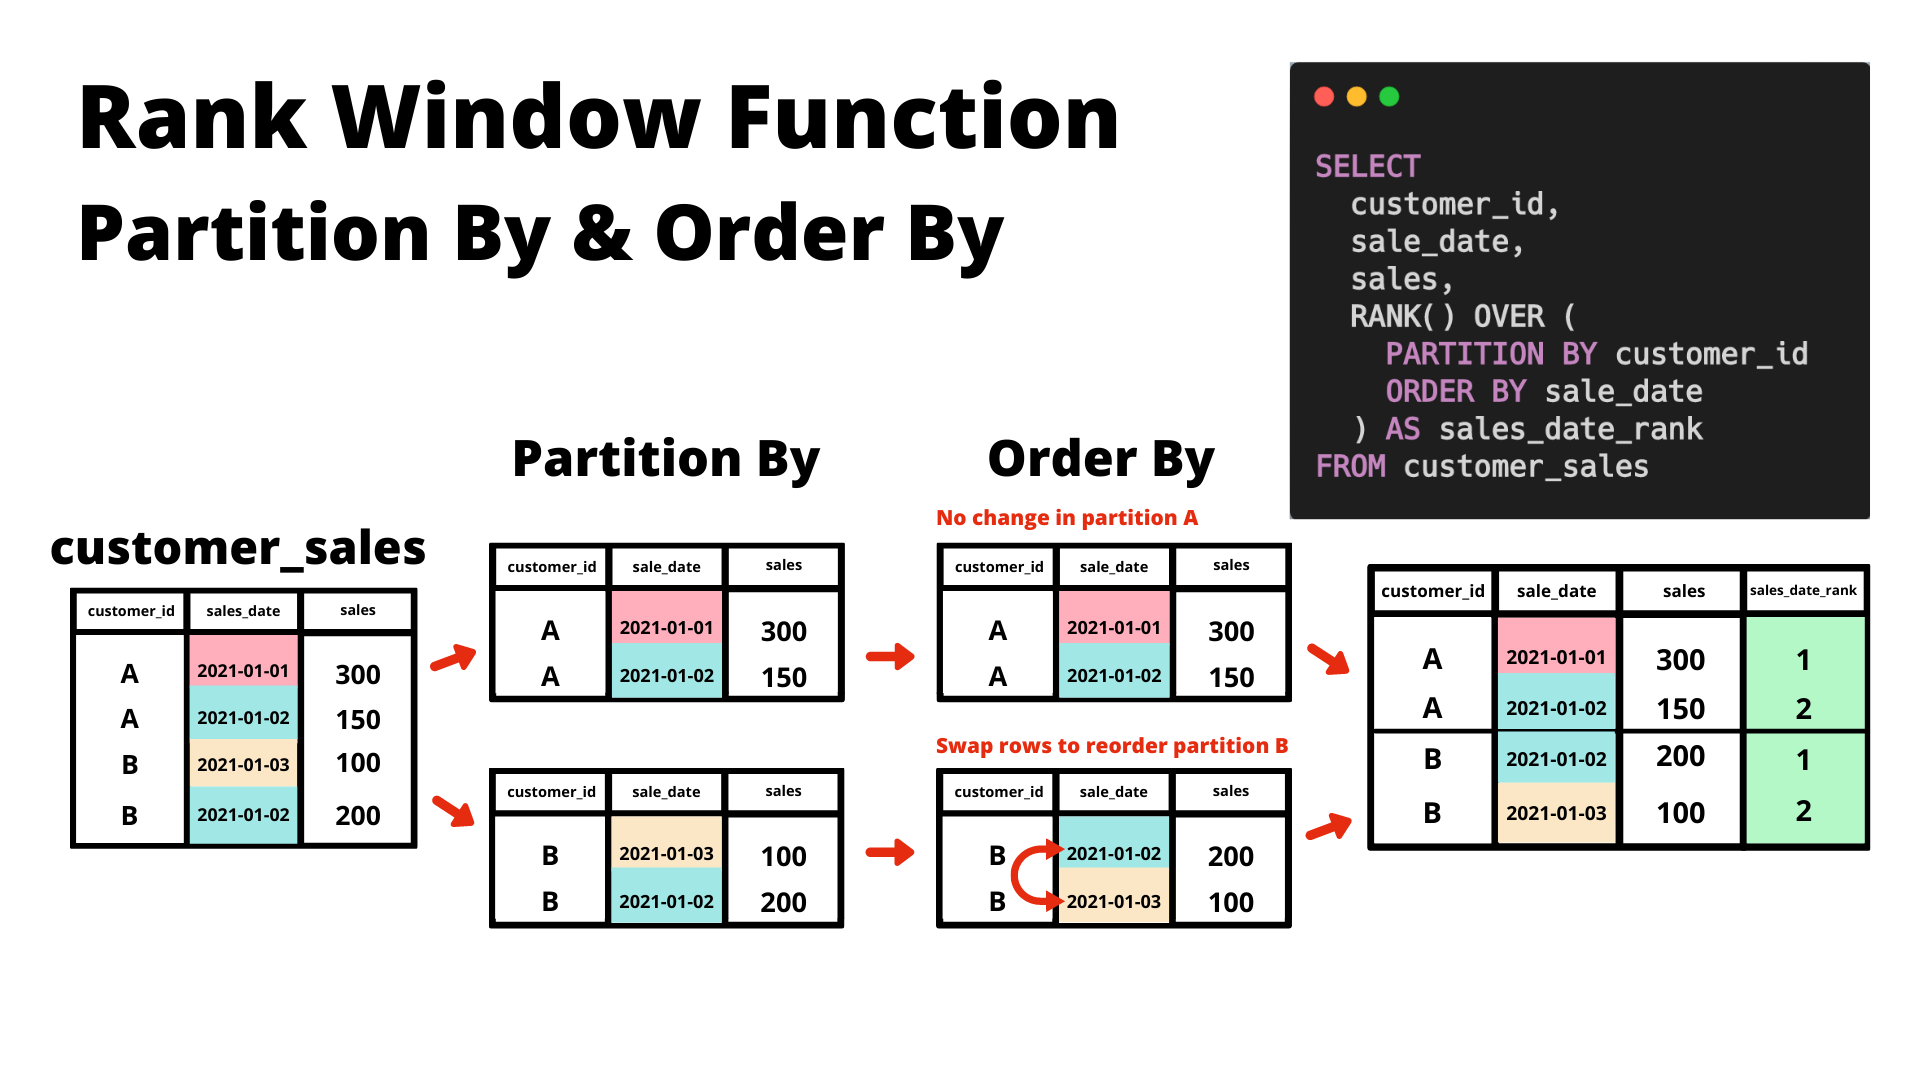 Rank Window Function
Partition By & Order By
SELECT
customer_id,
sale_date,
sales,
RANK() OVER (
PARTITION BY customer_id
ORDER BY sale_date
) AS sales_date_rank
FROM customer_sales
customer_sales
customer_id sales_date sales
A 2021-01-01 300
A 2021-01-02 150
B 2021-01-03 100
B 2021-01-02 200
Partition By
customer_id sale_date sales
A 2021-01-01 300
A 2021-01-02 150
customer_id sale_date sales
B 2021-01-03 100
B 2021-01-02 200
Order By
No change in partition A
customer_id sale_date sales
A 2021-01-01 300
A 2021-01-02 150
Swap rows to reorder partition B
customer_id sale_date sales
B 2021-01-02 200
B 2021-01-03 100
customer_id sale_date sales sales_date_rank
A 2021-01-01 300 1
A 2021-01-02 150 2
B 2021-01-02 200 1
B 2021-01-03 100 2